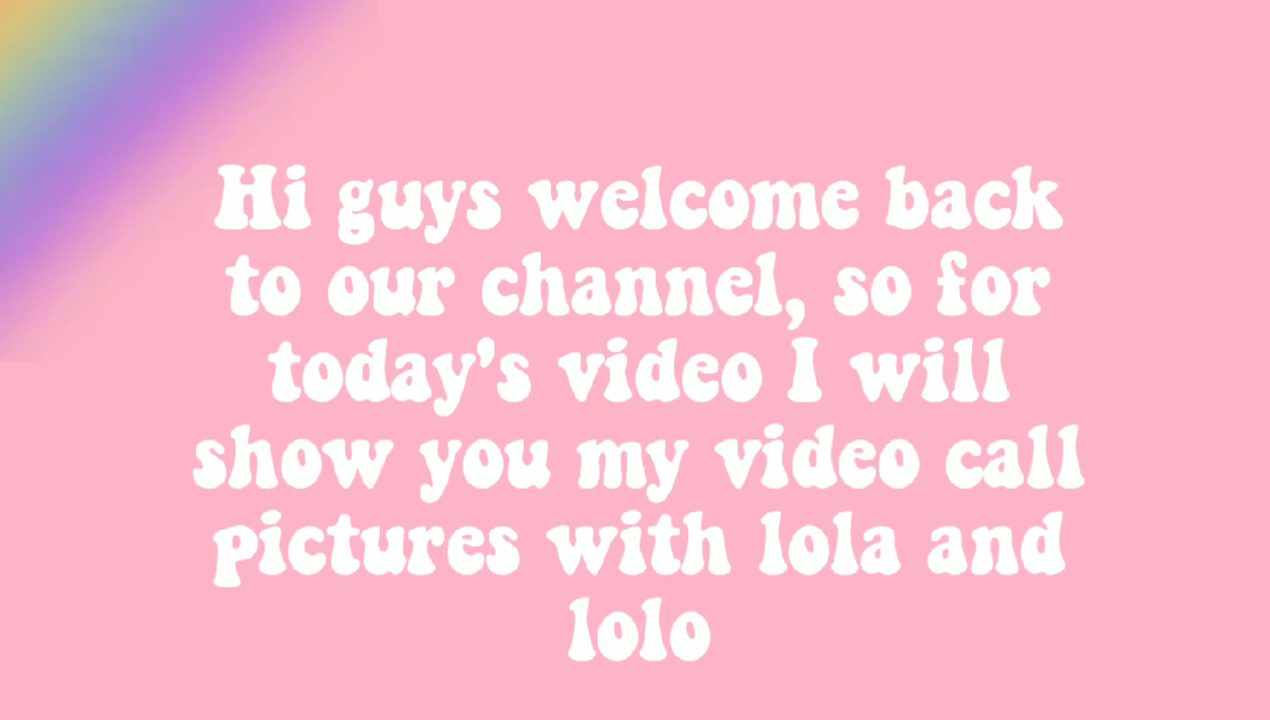 Hi guys welcome back
to our channel, so for
today's video I will
show you my video call
pictures with lola and
lolo